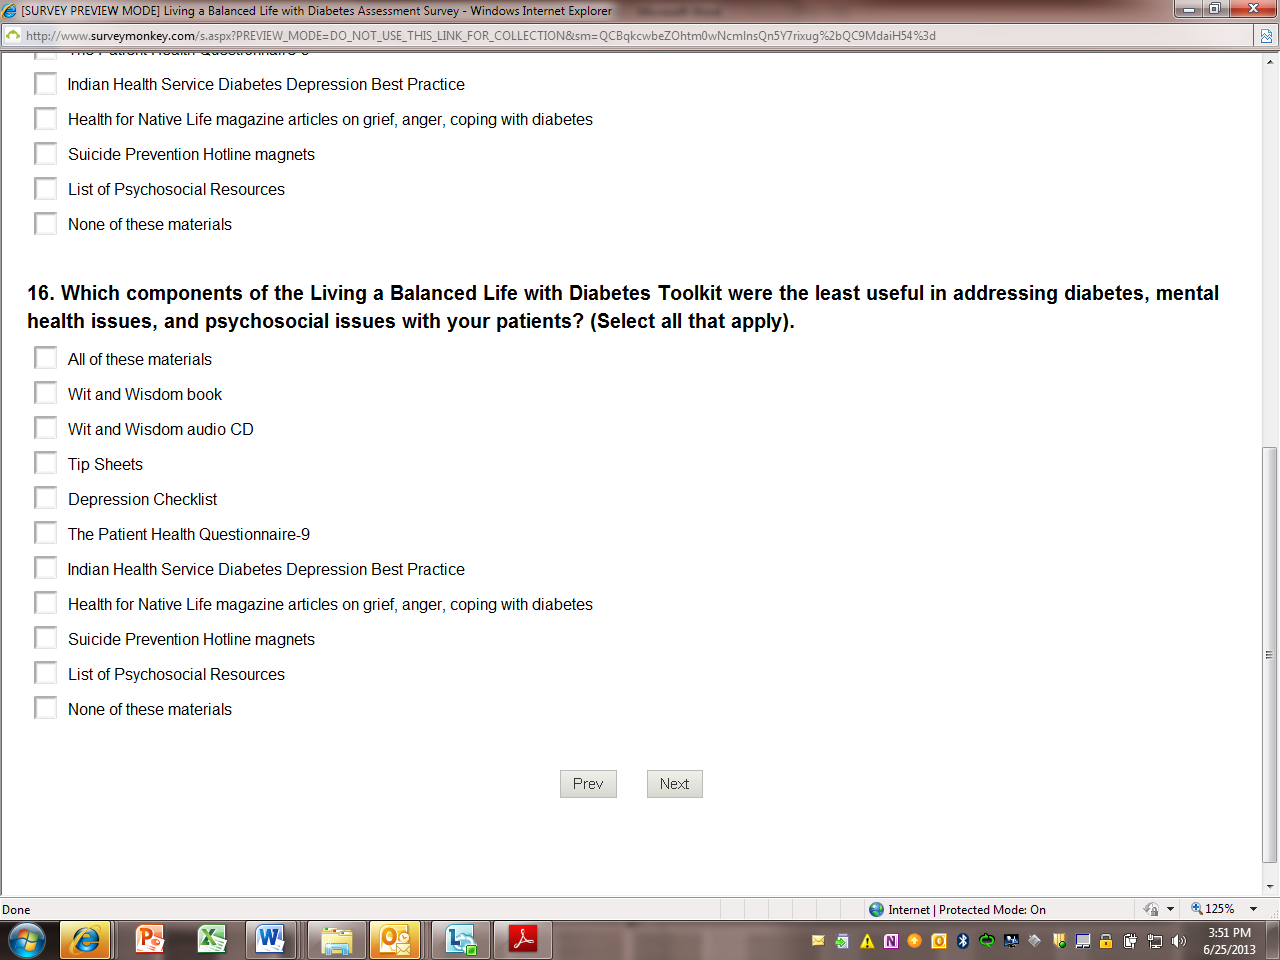 [SURVEY PREVIEW MODE] Living a Balanced Life with Diabetes Assessment Survey - Windows Internet Explorer
http://www.surveymonkey.com/s.aspx?PREVIEW_MODE=DO_NOT_USE_THIS_LINK_FOR_COLLECTION&sm=QCBqkcwbeZOhtm0wNcmInsQn5Y7rixug%2bQC9MdaiH54%3d
The Patient Health Questionnaire-9
Indian Health Service Diabetes Depression Best Practice
Health for Native Life magazine articles on grief, anger, coping with diabetes
Suicide Prevention Hotline magnets
List of Psychosocial Resources
None of these materials
16. Which components of the Living a Balanced Life with Diabetes Toolkit were the least useful in addressing diabetes, mental
health issues, and psychosocial issues with your patients? (Select all that apply).
All of these materials
Wit and Wisdom book
Wit and Wisdom audio CD
Tip Sheets
Depression Checklist
The Patient Health Questionnaire-9
Indian Health Service Diabetes Depression Best Practice
Health for Native Life magazine articles on grief, anger, coping with diabetes
Suicide Prevention Hotline magnets
List of Psychosocial Resources
None of these materials
Prev Next
Done Internet | Protected Mode: On 125%
3:51 PM
6/25/2013